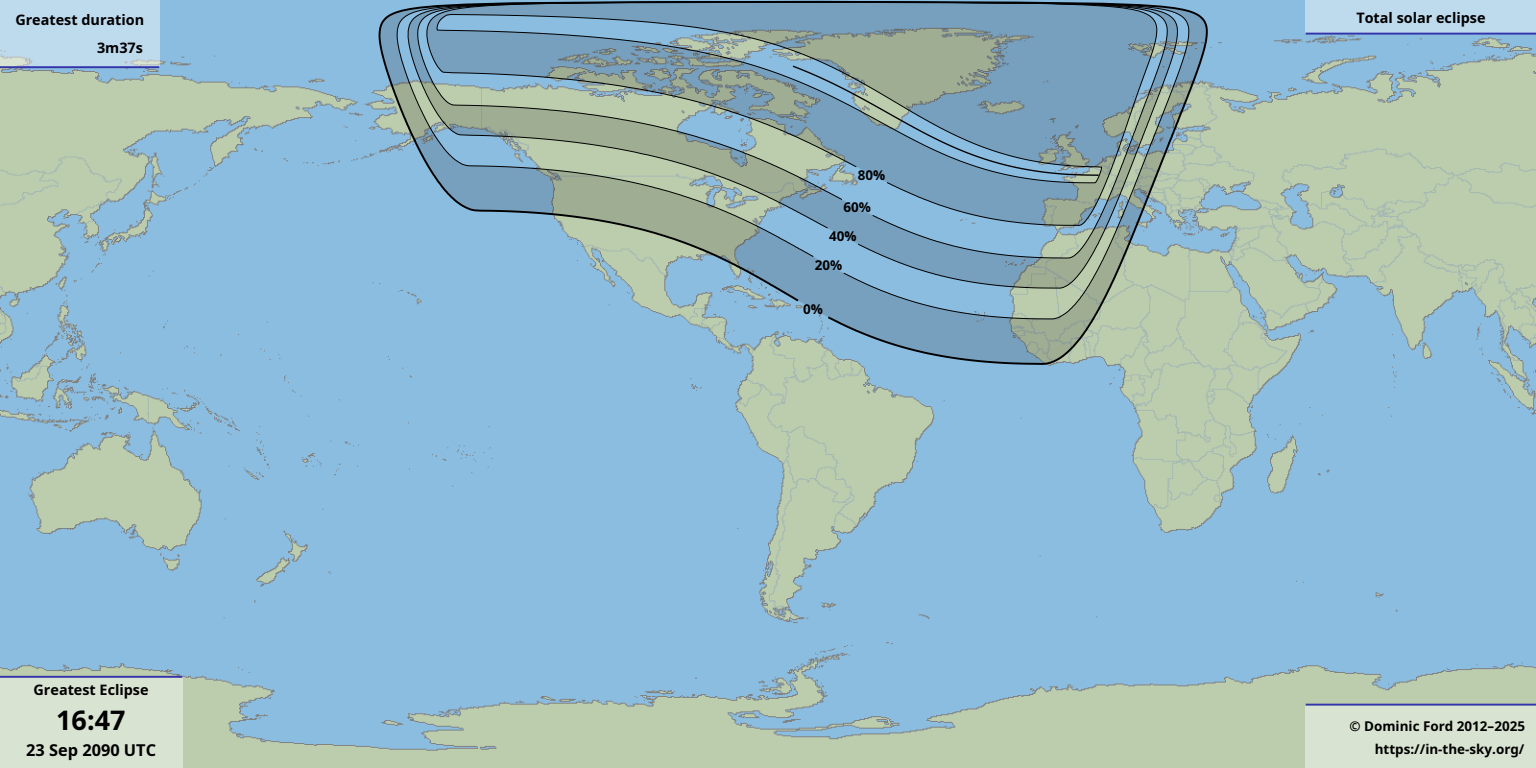 Greatest duration
3m37s
Total solar eclipse
80%
60%
40%
20%
0%
Greatest Eclipse
16:47
23 Sep 2090 UTC
© Dominic Ford 2012–2025
https://in-the-sky.org/